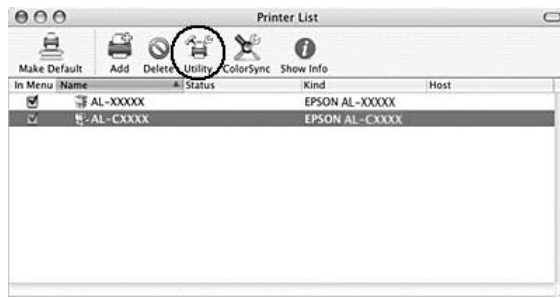 Printer List
Make Default Add Delete Utility ColorSync Show Info
In Menu Name Status Kind Host
AL-XXXXX EPSON AL-XXXXX
AL-CXXXX EPSON AL-CXXXX